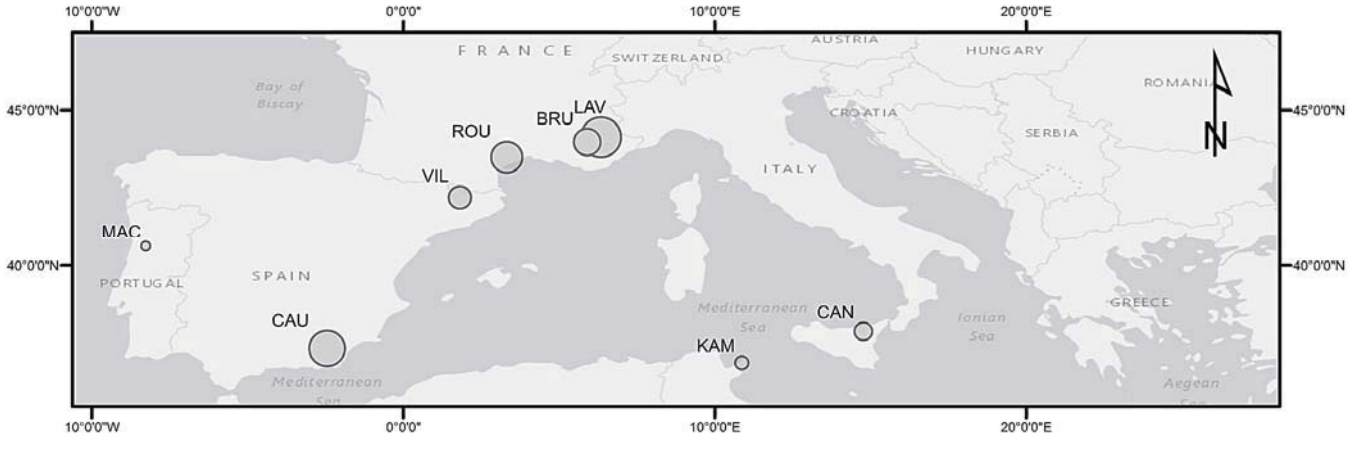 10°0'0"W 0°0'0" 10°0'0"E 20°0'0"E
AUSTRIA
FRANCE
HUNGARY
SWITZERLAND
Bay of
Biscay
ROMANIA
45°0'0"N
LAV
45°0'0"N
BRU
CROATIA
ROU
SERBIA
N
VIL
ITALY
MAC
40°0'0"N
SPAIN
40°0'0"N
PORTUGAL
Mediterranean
Sea
GREECE
CAU
CAN
Ionian
Sea
KAM
Mediterranean
Sea
Aegean
Sea
10°0'0"W 0°0'0" 10°0'0"E 20°0'0"E